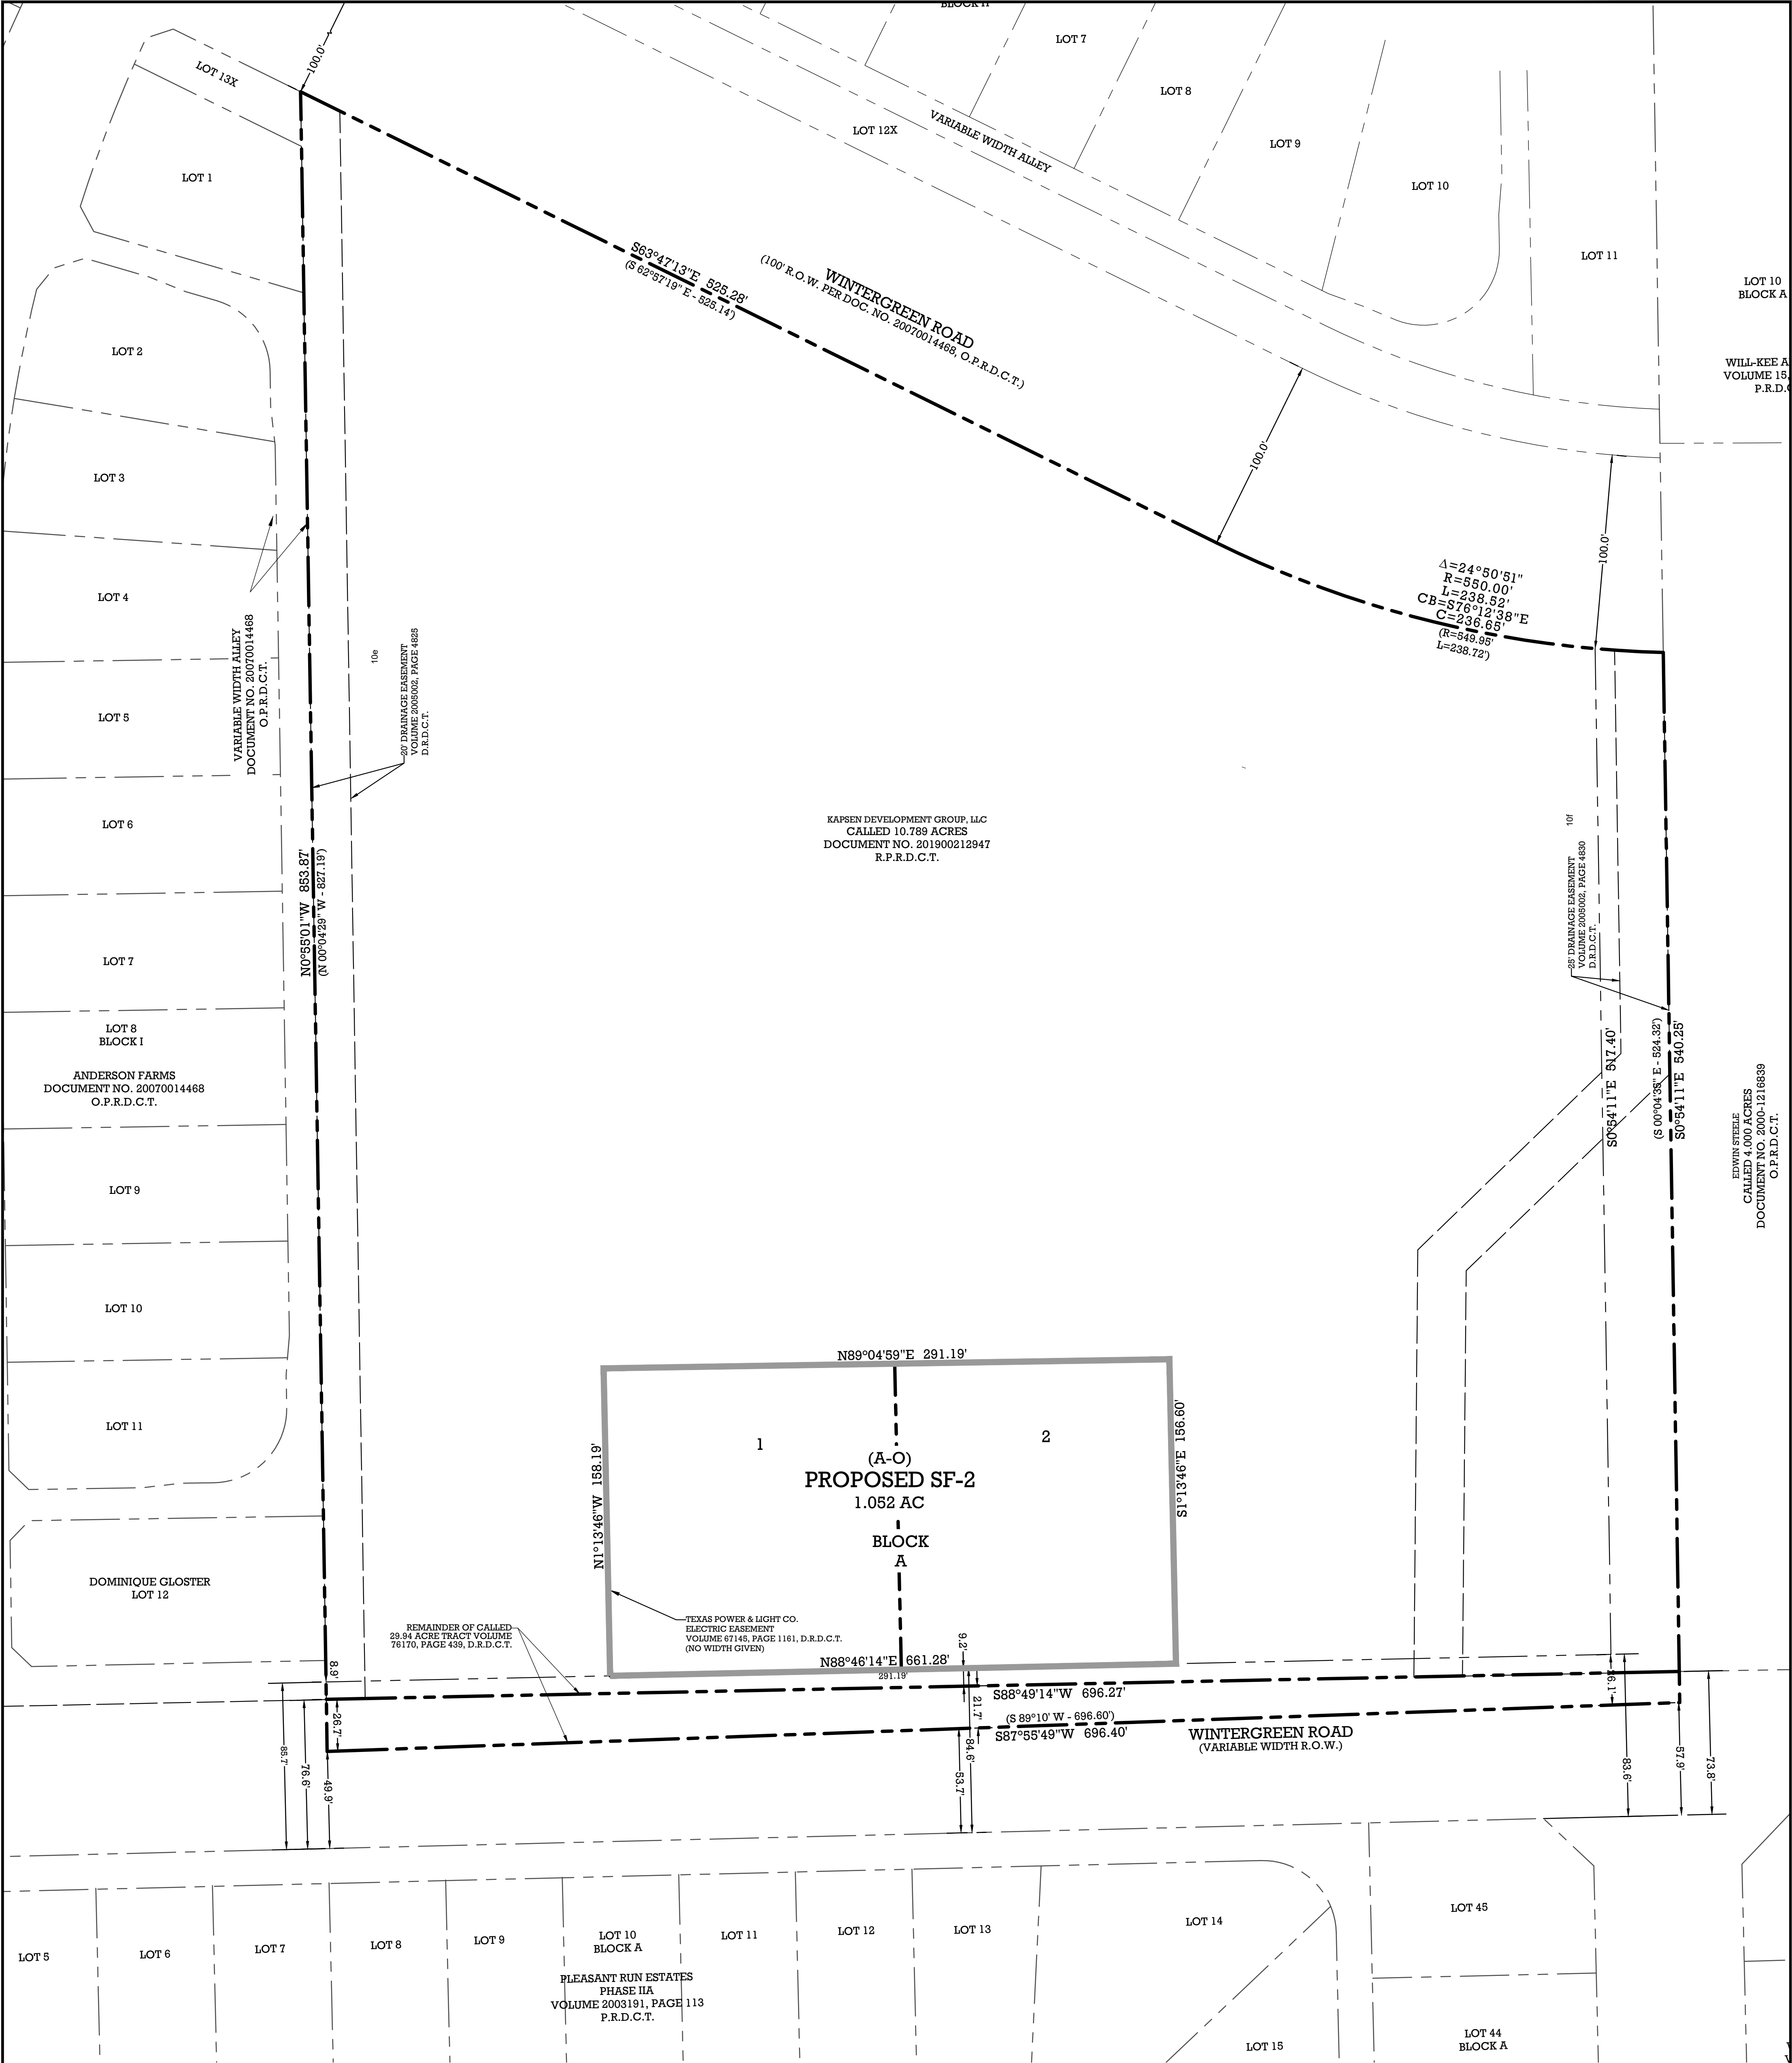 BLOCK H
LOT 7
LOT 8
LOT 9
LOT 10
LOT 11
LOT 12X
VARIABLE WIDTH ALLEY
LOT 10
BLOCK A
WILL-KEE A
VOLUME 15,
P.R.D.C
100.0'
LOT 13X
LOT 1
LOT 2
LOT 3
LOT 4
LOT 5
LOT 6
LOT 7
LOT 8
BLOCK I
ANDERSON FARMS
DOCUMENT NO. 20070014468
O.P.R.D.C.T.
LOT 9
LOT 10
LOT 11
DOMINIQUE GLOSTER
LOT 12
VARIABLE WIDTH ALLEY
DOCUMENT NO. 20070014468
O.P.R.D.C.T.
10e
20' DRAINAGE EASEMENT
VOLUME 2005002, PAGE 4825
D.R.D.C.T.
N0°55'01"W 853.87'
(N 00°04'29" W - 827.19')
S63°47'13"E 525.28'
(S 62°57'19" E - 525.14')
WINTERGREEN ROAD
(100' R.O.W. PER DOC. NO. 20070014468, O.P.R.D.C.T.)
100.0'
100.0'
Δ=24°50'51"
R=550.00'
L=238.52'
CB=S76°12'38"E
C=236.65'
(R=549.95'
L=238.72')
KAPSEN DEVELOPMENT GROUP, LLC
CALLED 10.789 ACRES
DOCUMENT NO. 201900212947
R.P.R.D.C.T.
10f
25' DRAINAGE EASEMENT
VOLUME 2005002, PAGE 4830
D.R.D.C.T.
S0°54'11"E 517.40'
(S 00°04'35" E - 524.32')
S0°54'11"E 540.25'
EDWIN STEELE
CALLED 4.000 ACRES
DOCUMENT NO. 2000-1216839
O.P.R.D.C.T.
N89°04'59"E 291.19'
N1°13'46"W 158.19'
S1°13'46"E 156.60'
1
2
(A-O)
PROPOSED SF-2
1.052 AC
BLOCK
A
TEXAS POWER & LIGHT CO.
ELECTRIC EASEMENT
VOLUME 67145, PAGE 1161, D.R.D.C.T.
(NO WIDTH GIVEN)
REMAINDER OF CALLED
29.94 ACRE TRACT VOLUME
76170, PAGE 439, D.R.D.C.T.
N88°46'14"E 661.28'
291.19'
9.2'
8.9'
26.7'
85.7'
76.6'
49.9'
21.7'
84.6'
53.7'
S88°49'14"W 696.27'
(S 89°10' W - 696.60')
S87°55'49"W 696.40'
WINTERGREEN ROAD
(VARIABLE WIDTH R.O.W.)
83.6'
57.9'
73.8'
LOT 5
LOT 6
LOT 7
LOT 8
LOT 9
LOT 10
BLOCK A
LOT 11
LOT 12
LOT 13
LOT 14
LOT 45
PLEASANT RUN ESTATES
PHASE IIA
VOLUME 2003191, PAGE 113
P.R.D.C.T.
LOT 15
LOT 44
BLOCK A